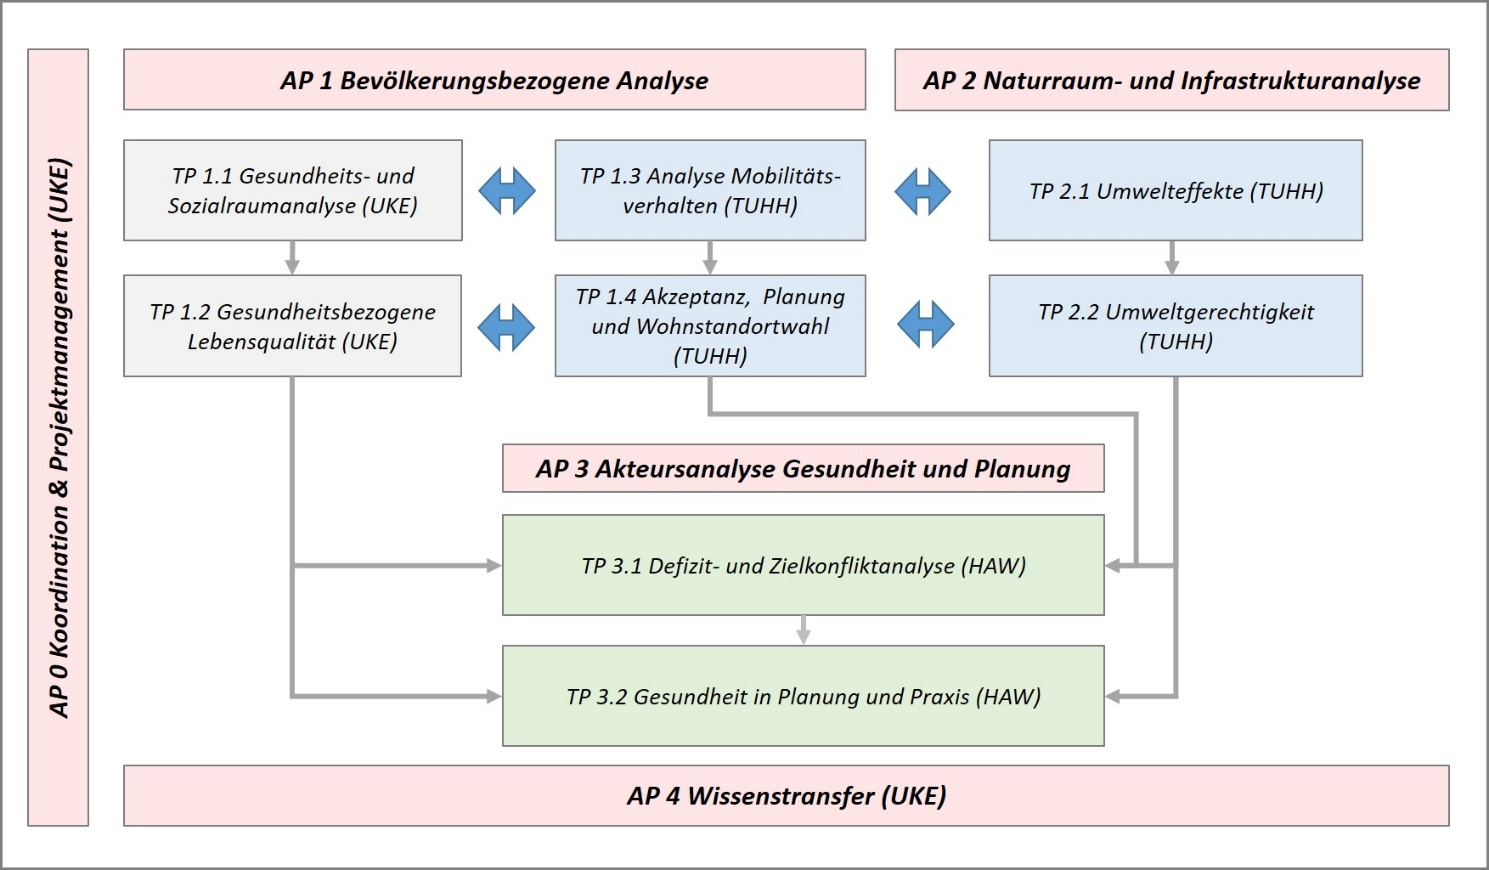 AP 0 Koordination & Projektmanagement (UKE)
AP 1 Bevölkerungsbezogene Analyse
AP 2 Naturraum- und Infrastrukturanalyse
TP 1.1 Gesundheits- und
Sozialraumanalyse (UKE)
TP 1.3 Analyse Mobilitäts-
verhalten (TUHH)
TP 2.1 Umwelteffekte (TUHH)
TP 1.2 Gesundheitsbezogene
Lebensqualität (UKE)
TP 1.4 Akzeptanz, Planung
und Wohnstandortwahl
(TUHH)
TP 2.2 Umweltgerechtigkeit
(TUHH)
AP 3 Akteursanalyse Gesundheit und Planung
TP 3.1 Defizit- und Zielkonfliktanalyse (HAW)
TP 3.2 Gesundheit in Planung und Praxis (HAW)
AP 4 Wissenstransfer (UKE)